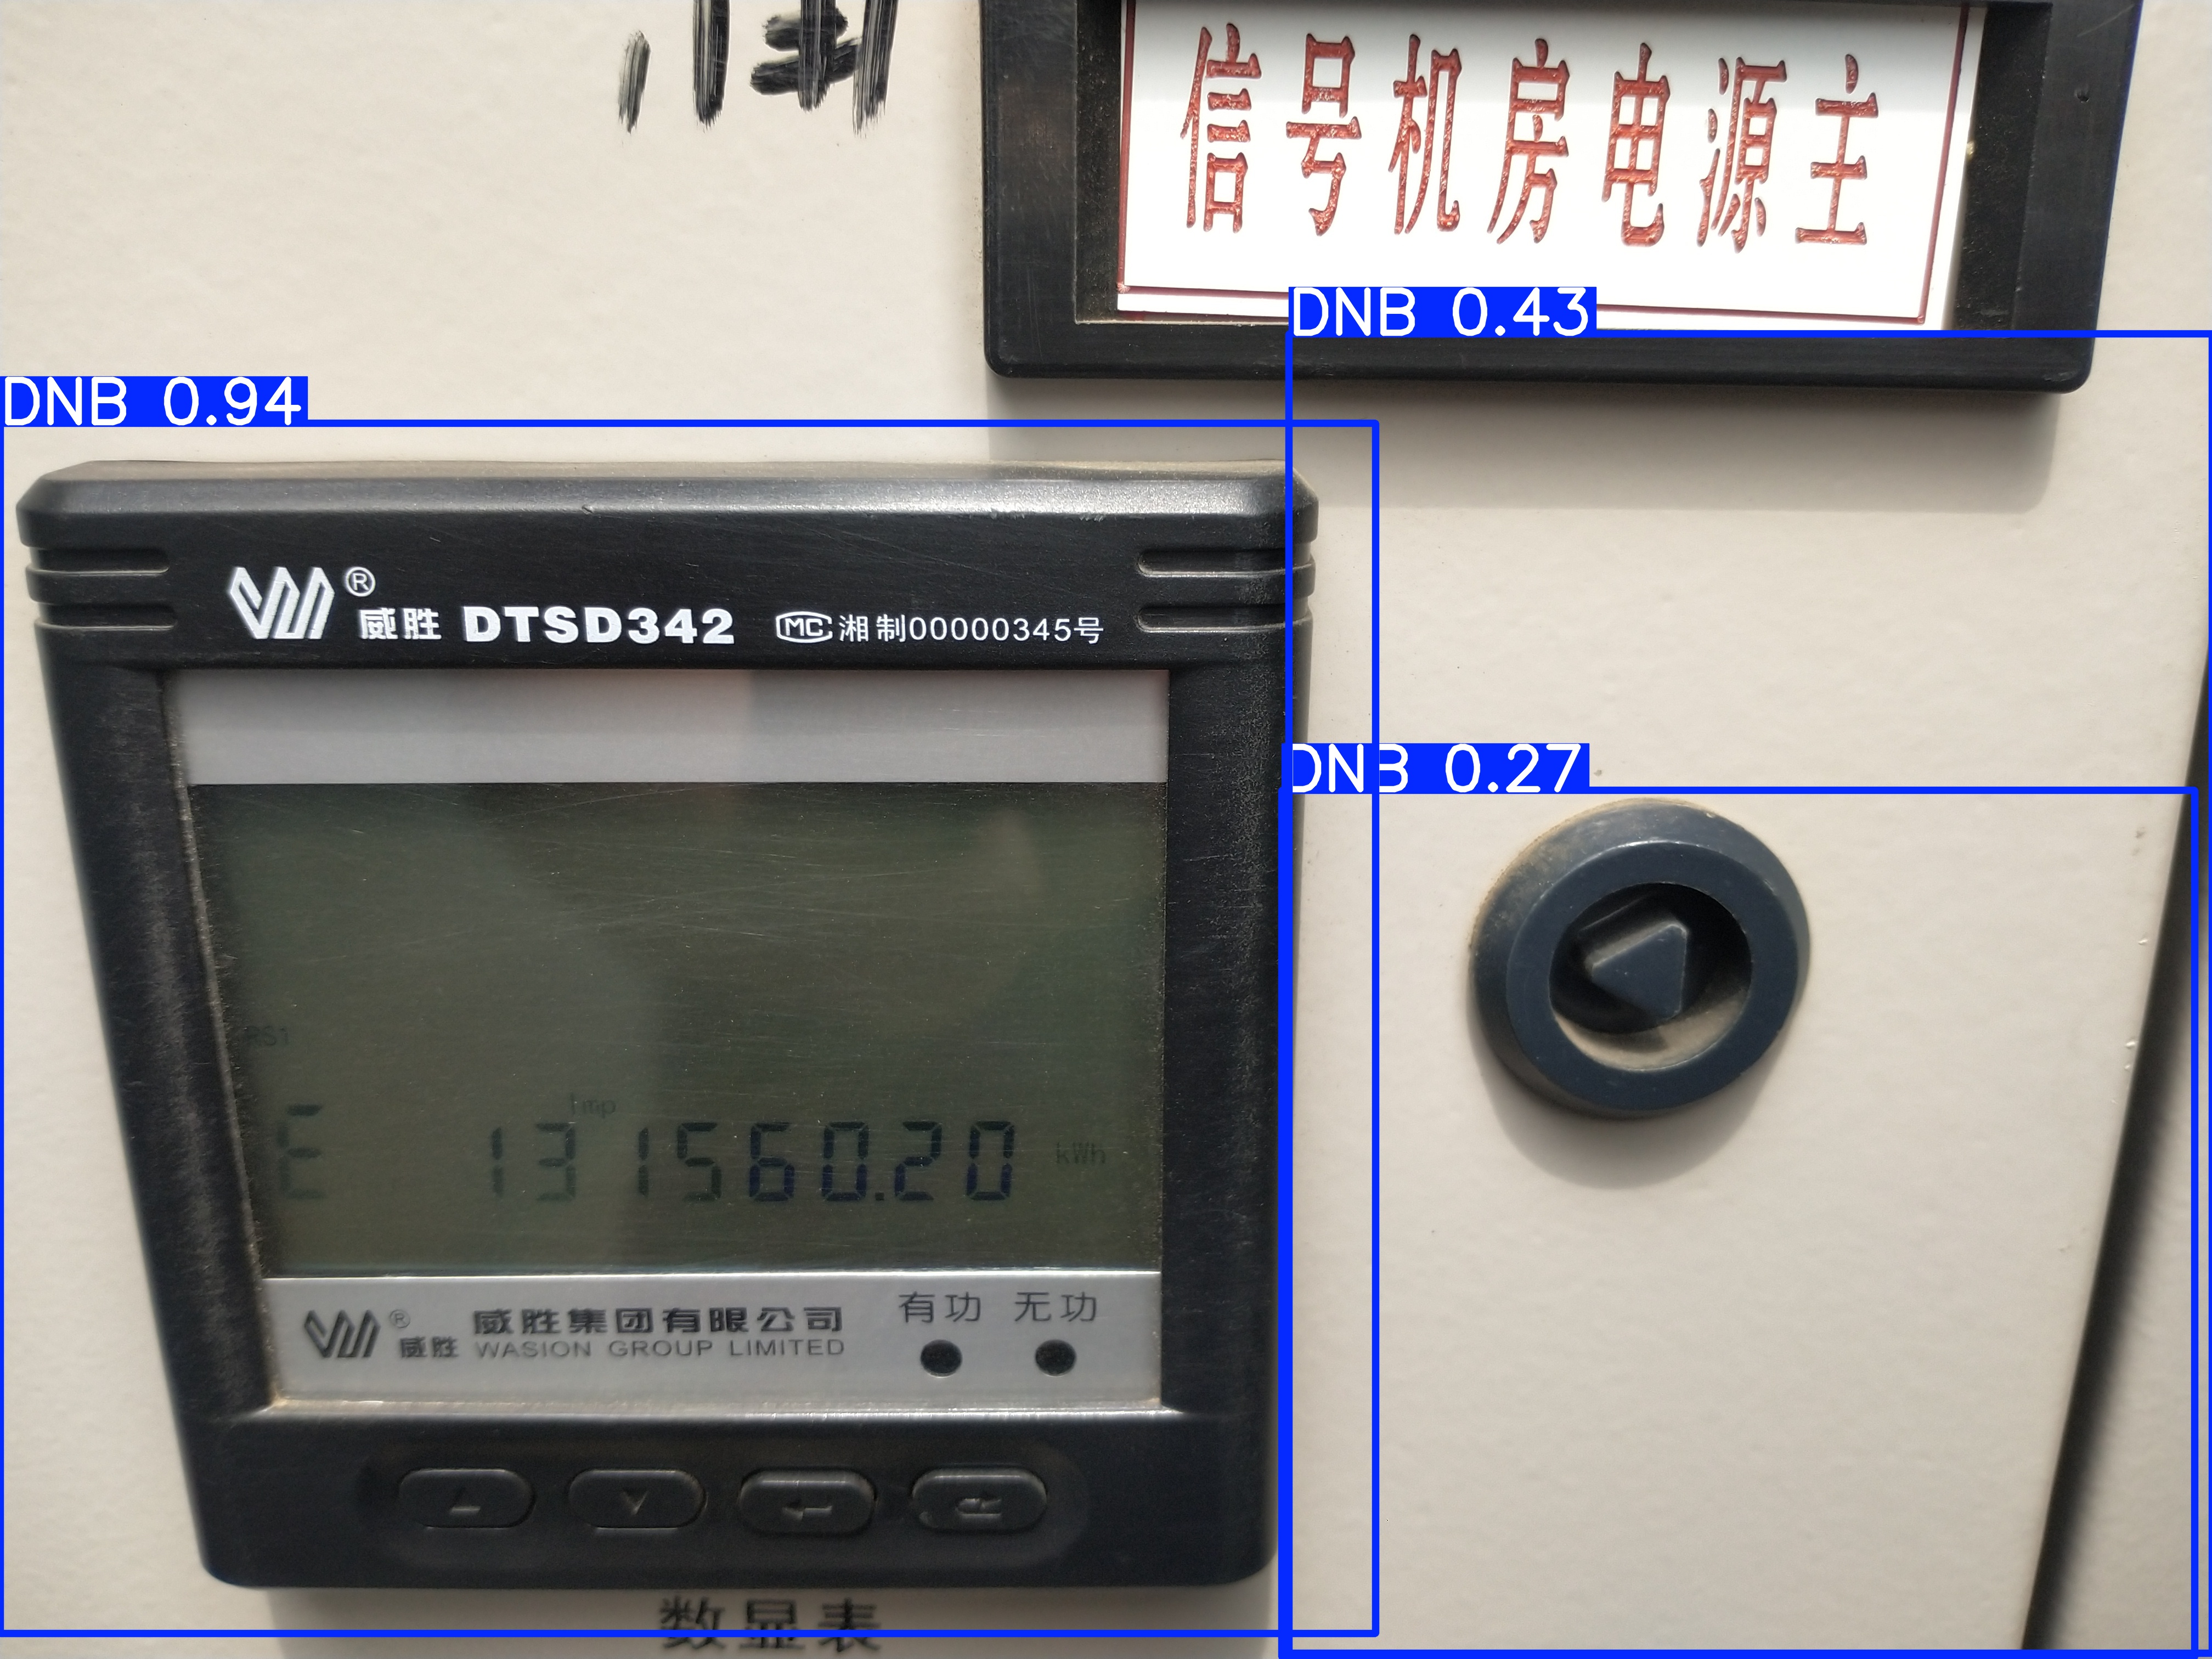 信号机房电源主
DNB 0.43
DNB 0.94
威胜 DTSD342 MC 湘制00000345号
DNB 0.27
imp
E 131560.20 kWh
有功 无功
威胜 威胜集团有限公司
WASION GROUP LIMITED
数显表